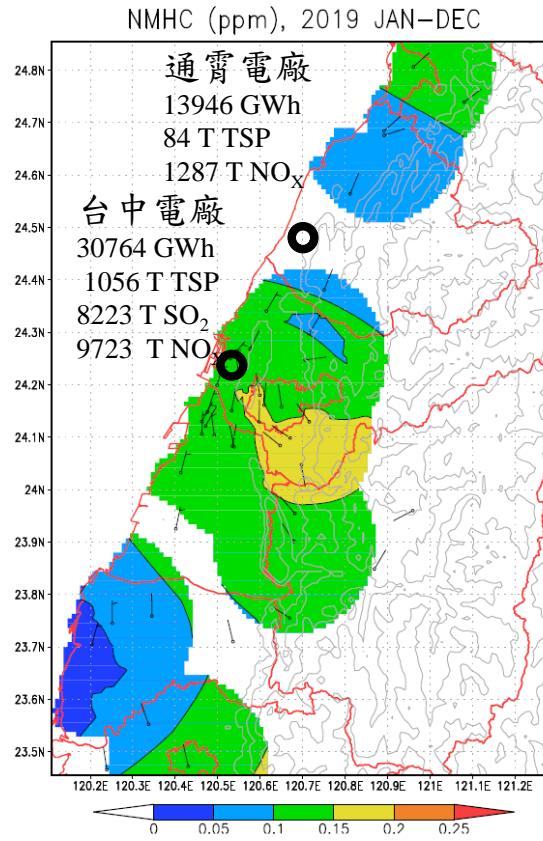 NMHC (ppm), 2019 JAN-DEC
通霄電廠
13946 GWh
84 T TSP
1287 T NOX
台中電廠
30764 GWh
1056 T TSP
8223 T SO2
9723 T NOX
24.8N
24.7N
24.6N
24.5N
24.4N
24.3N
24.2N
24.1N
24N
23.9N
23.8N
23.7N
23.6N
23.5N
120.2E 120.3E 120.4E 120.5E 120.6E 120.7E 120.8E 120.9E 121E 121.1E 121.2E
0 0.05 0.1 0.15 0.2 0.25